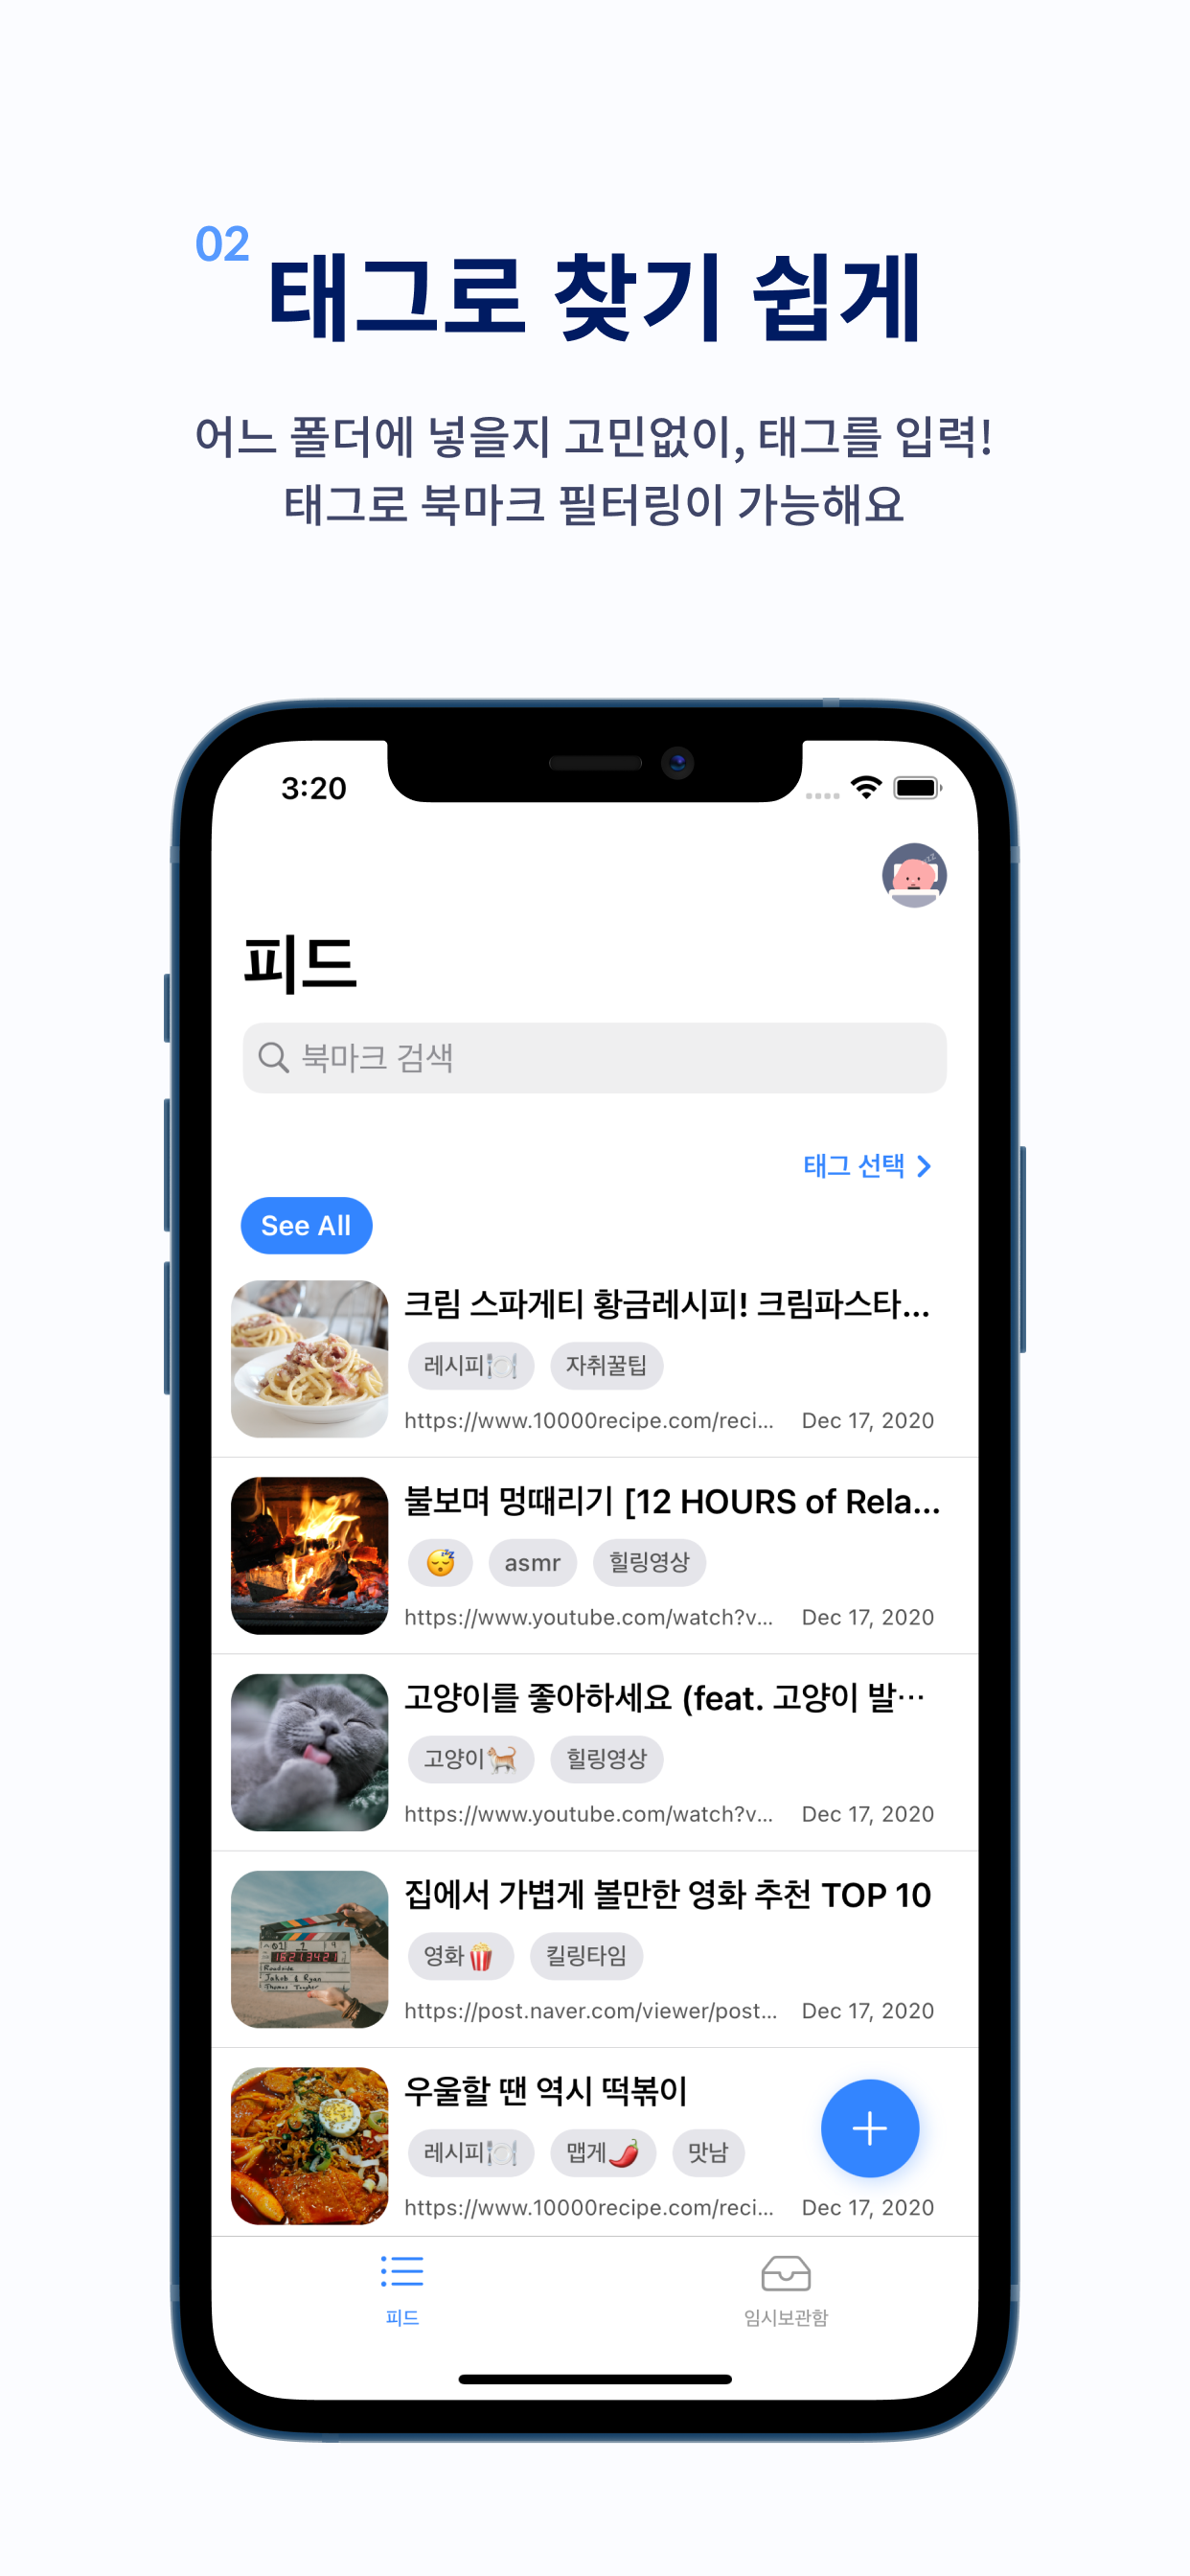 02
태그로 찾기 쉽게
어느 폴더에 넣을지 고민없이, 태그를 입력!
태그로 북마크 필터링이 가능해요
3:20
피드
북마크 검색
태그 선택
See All
크림 스파게티 황금레시피! 크림파스타...
레시피🍽️ 자취꿀팁
https://www.10000recipe.com/reci... Dec 17, 2020
불보며 멍때리기 [12 HOURS of Rela...
😴 asmr 힐링영상
https://www.youtube.com/watch?v... Dec 17, 2020
고양이를 좋아하세요 (feat. 고양이 발…
고양이🐈 힐링영상
https://www.youtube.com/watch?v... Dec 17, 2020
집에서 가볍게 볼만한 영화 추천 TOP 10
영화🍿 킬링타임
https://post.naver.com/viewer/post... Dec 17, 2020
우울할 땐 역시 떡볶이
레시피🍽️ 맵게🌶️ 맛남
https://www.10000recipe.com/reci... Dec 17, 2020
피드 임시보관함